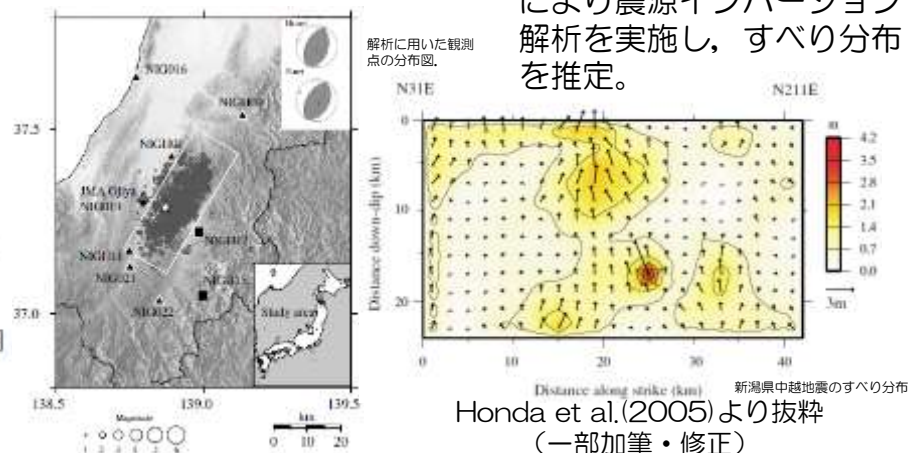 により震源インバージョン
解析を実施し，すべり分布
を推定。
解析に用いた観測
点の分布図．
NIG016
37.5
JMA Ojiya
NIG021
NIG022
37.0
Study area
138.5
139.0
139.5
Magnitude
km
0 10 20
N31E
N211E
0
10
20
Distance down-dip (km)
0
10
20
30
40
Distance along strike (km)
m
4.2
3.5
2.8
2.1
1.4
0.7
0.0
3m
新潟県中越地震のすべり分布
Honda et al.(2005)より抜粋
（一部加筆・修正）